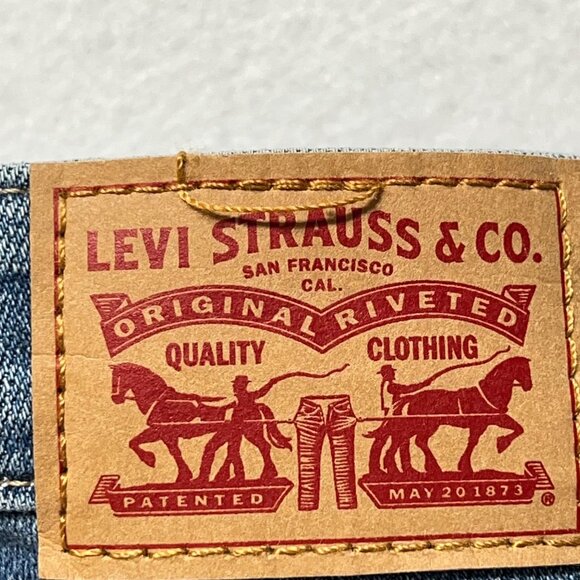 LEVI STRAUSS & CO.
SAN FRANCISCO
CAL.
ORIGINAL RIVETED
QUALITY CLOTHING
PATENTED MAY 20 1873 ®